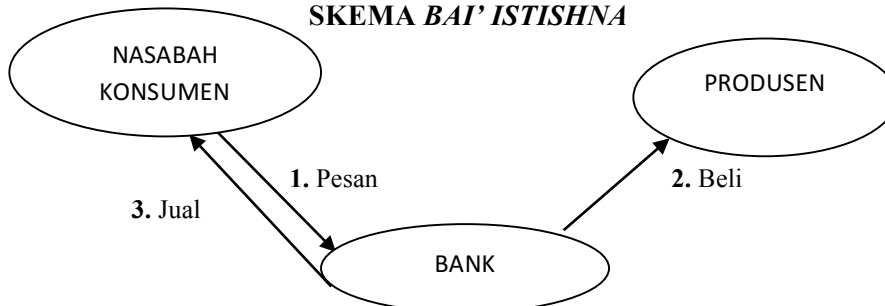 SKEMA BAI’ ISTISHNA
NASABAH
KONSUMEN
PRODUSEN
1. Pesan
2. Beli
3. Jual
BANK